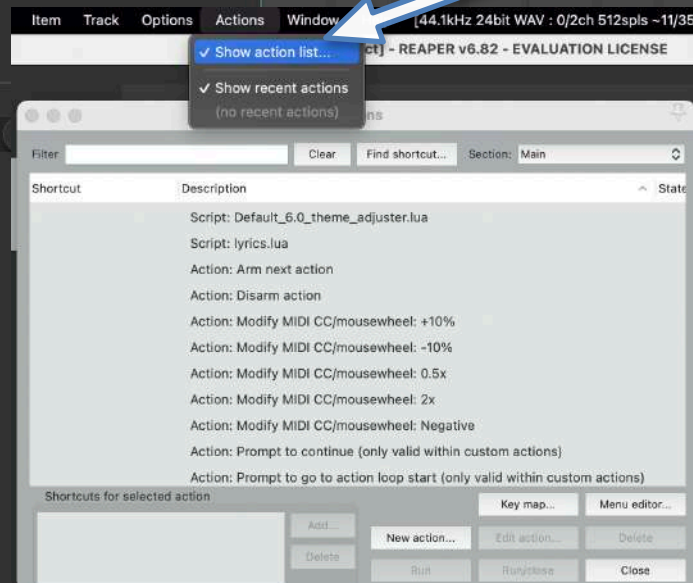 Item Track Options Actions Window [44.1kHz 24bit WAV : 0/2ch 512spls ~11/35
✓ Show action list... ct] - REAPER v6.82 - EVALUATION LICENSE
✓ Show recent actions
(no recent actions) ns
Filter Clear Find shortcut... Section: Main
Shortcut Description State
Script: Default_6.0_theme_adjuster.lua
Script: lyrics.lua
Action: Arm next action
Action: Disarm action
Action: Modify MIDI CC/mousewheel: +10%
Action: Modify MIDI CC/mousewheel: -10%
Action: Modify MIDI CC/mousewheel: 0.5x
Action: Modify MIDI CC/mousewheel: 2x
Action: Modify MIDI CC/mousewheel: Negative
Action: Prompt to continue (only valid within custom actions)
Action: Prompt to go to action loop start (only valid within custom actions)
Shortcuts for selected action
Key map... Menu editor...
Add... New action... Edit action... Delete
Delete Run Run/close Close